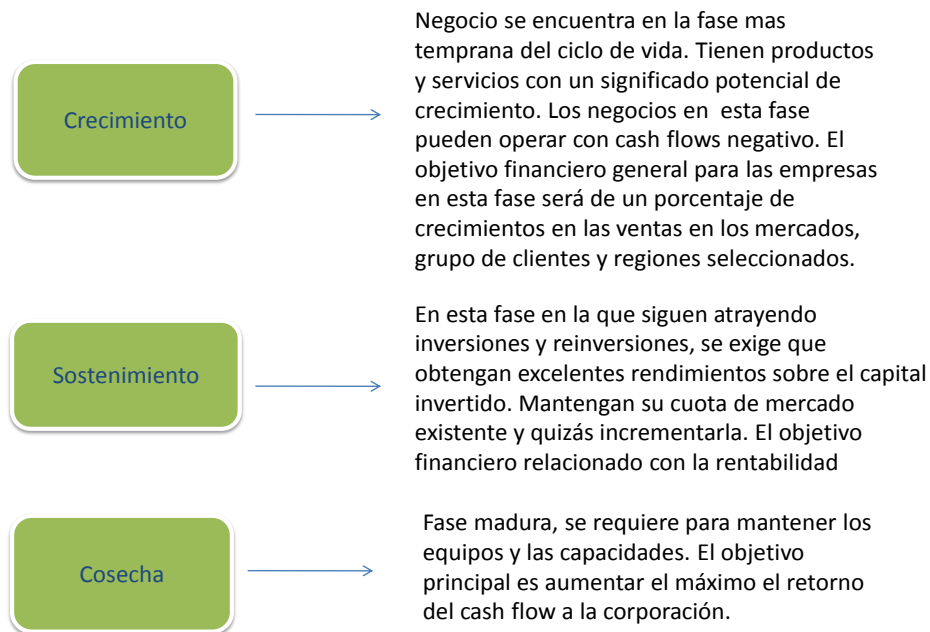 Crecimiento
Negocio se encuentra en la fase mas
temprana del ciclo de vida. Tienen productos
y servicios con un significado potencial de
crecimiento. Los negocios en esta fase
pueden operar con cash flows negativo. El
objetivo financiero general para las empresas
en esta fase será de un porcentaje de
crecimientos en las ventas en los mercados,
grupo de clientes y regiones seleccionados.
Sostenimiento
En esta fase en la que siguen atrayendo
inversiones y reinversiones, se exige que
obtengan excelentes rendimientos sobre el capital
invertido. Mantengan su cuota de mercado
existente y quizás incrementarla. El objetivo
financiero relacionado con la rentabilidad
Cosecha
Fase madura, se requiere para mantener los
equipos y las capacidades. El objetivo
principal es aumentar el máximo el retorno
del cash flow a la corporación.